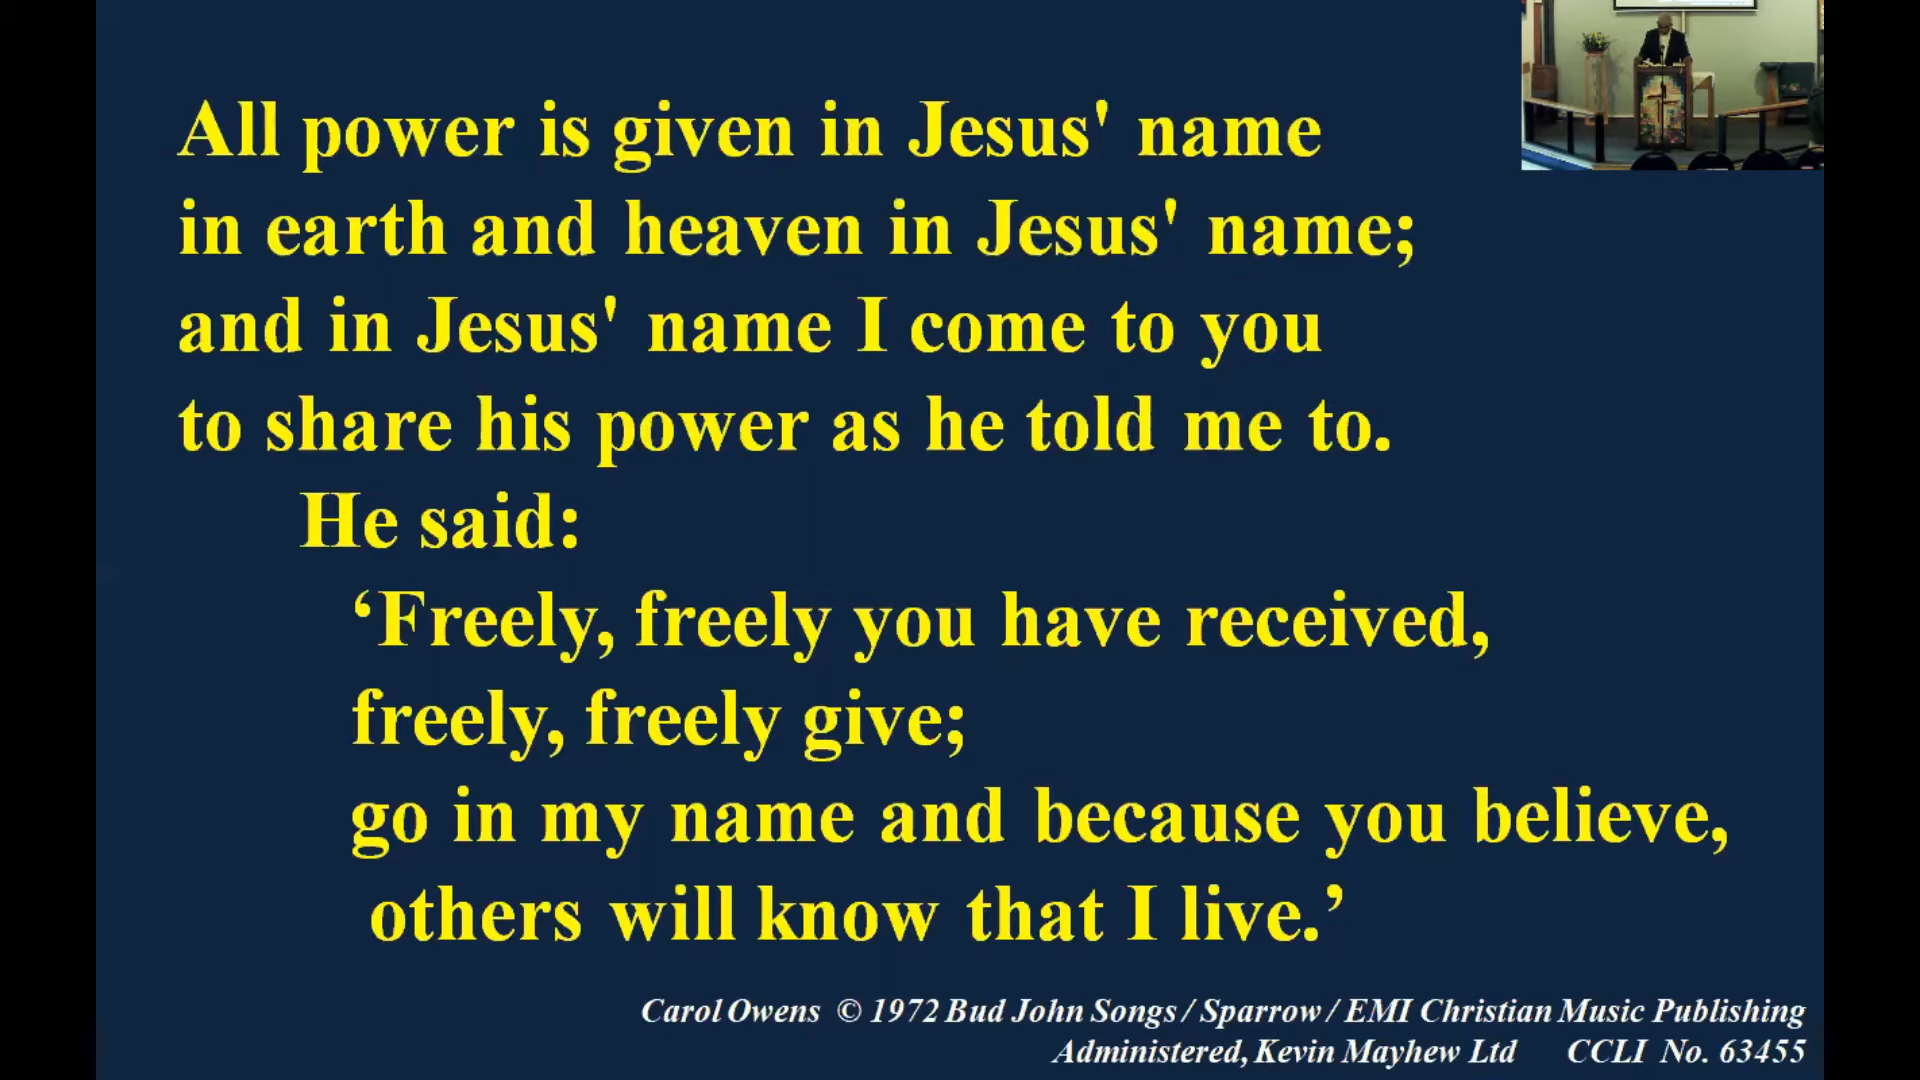 All power is given in Jesus' name
in earth and heaven in Jesus' name;
and in Jesus' name I come to you
to share his power as he told me to.
He said:
‘Freely, freely you have received,
freely, freely give;
go in my name and because you believe,
others will know that I live.’
Carol Owens © 1972 Bud John Songs / Sparrow / EMI Christian Music Publishing
Administered, Kevin Mayhew Ltd CCLI No. 63455